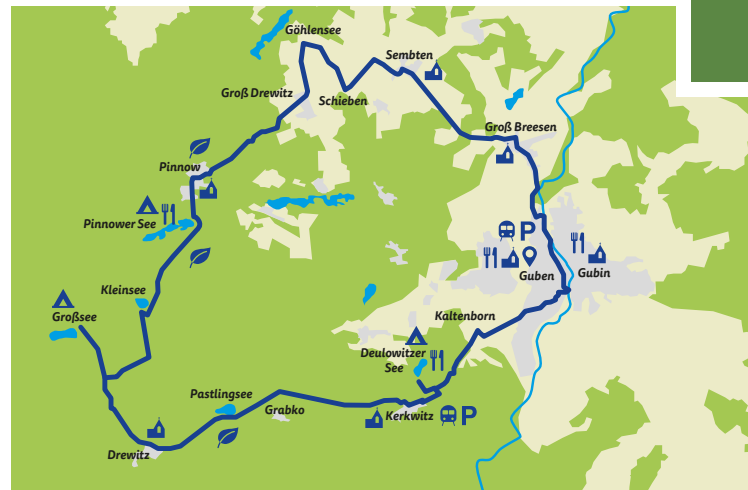 Göhlensee
Sembten
Groß Drewitz
Schieben
Groß Breesen
Pinnow
Pinnower See
P
Guben
Gubin
Kleinsee
Großsee
Kaltenborn
Deulowitzer
See
Pastlingsee
Grabko
Kerkwitz
P
Drewitz